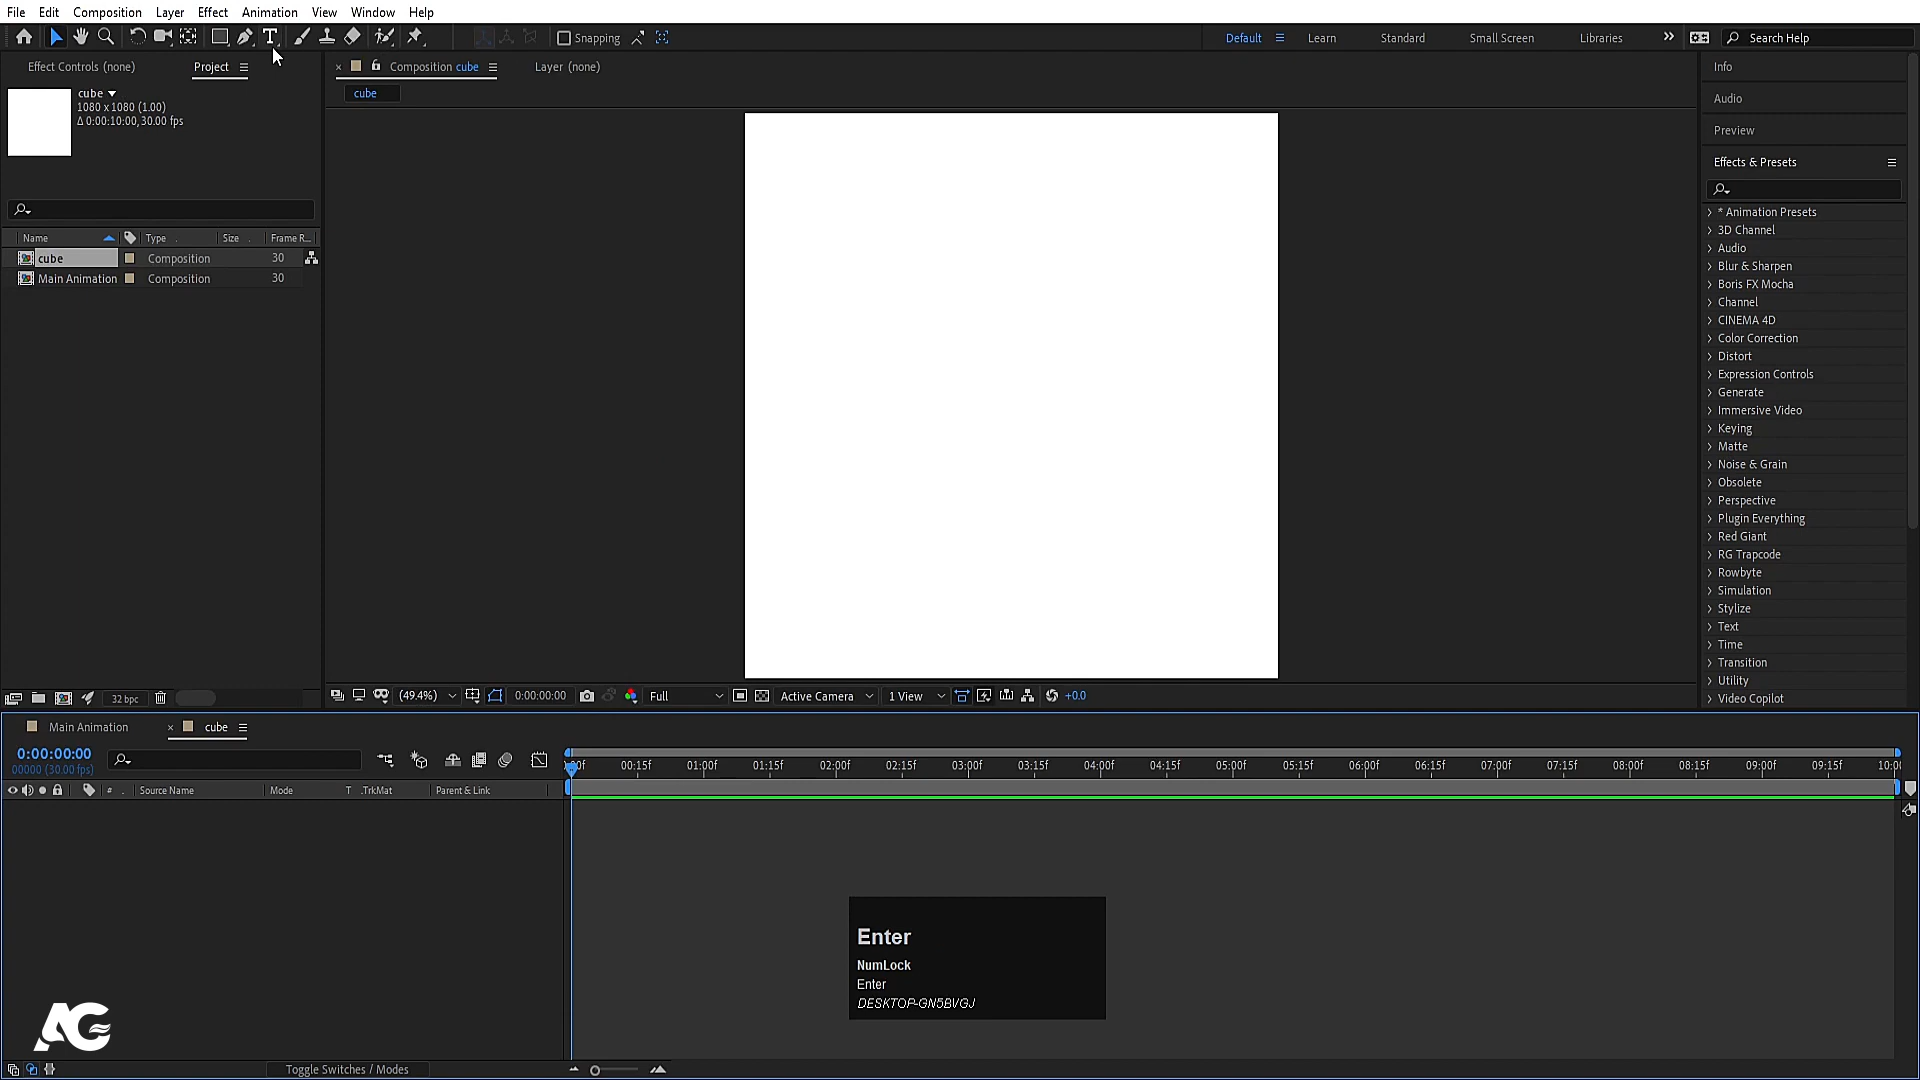 File Edit Composition Layer Effect Animation View Window Help
T Snapping Default Learn Standard Small Screen Libraries Search Help
Effect Controls (none) Project
Composition cube Layer (none)
cube
cube
1080 x 1080 (1.00)
Δ 0:00:10:00, 30.00 fps
Name Type Size Frame R...
cube Composition 30
Main Animation Composition 30
32 bpc
Info
Audio
Preview
Effects & Presets
* Animation Presets
3D Channel
Audio
Blur & Sharpen
Boris FX Mocha
Channel
CINEMA 4D
Color Correction
Distort
Expression Controls
Generate
Immersive Video
Keying
Matte
Noise & Grain
Obsolete
Perspective
Plugin Everything
Red Giant
RG Trapcode
Rowbyte
Simulation
Stylize
Text
Time
Transition
Utility
Video Copilot
(49.4%) 0:00:00:00 Full Active Camera 1 View +0.0
Main Animation cube
0:00:00:00
00000 (30.00 fps)
00:15f 01:00f 01:15f 02:00f 02:15f 03:00f 03:15f 04:00f 04:15f 05:00f 05:15f 06:00f 06:15f 07:00f 07:15f 08:00f 08:15f 09:00f 09:15f 10:00
# Source Name Mode T .TrkMat Parent & Link
Enter
NumLock
Enter
DESKTOP-GN5BVGJ
AG
Toggle Switches / Modes